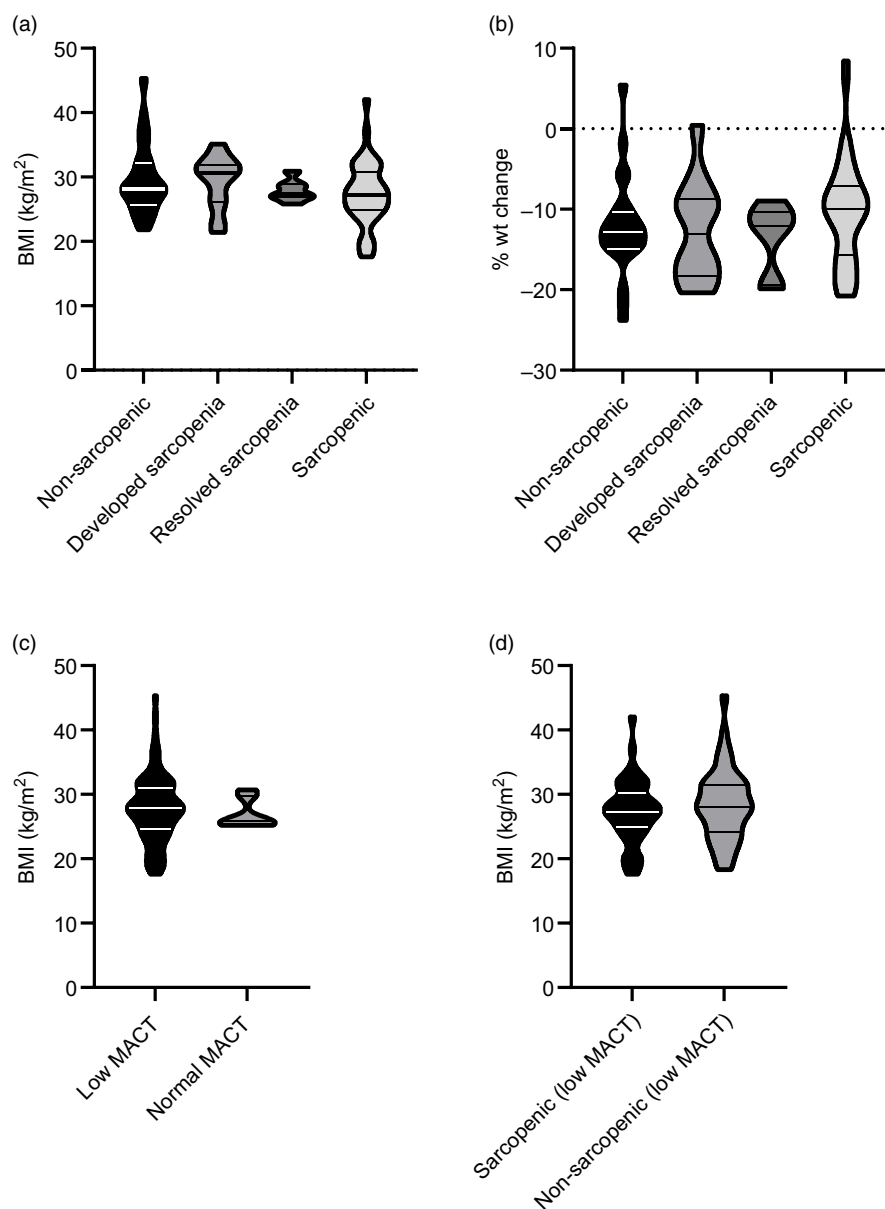 (a)
50
40
30
20
10
0
BMI (kg/m²)
Non-sarcopenic
Developed sarcopenia
Resolved sarcopenia
Sarcopenic
(b)
10
0
–10
–20
–30
% wt change
Non-sarcopenic
Developed sarcopenia
Resolved sarcopenia
Sarcopenic
(c)
50
40
30
20
10
0
BMI (kg/m²)
Low MACT
Normal MACT
(d)
50
40
30
20
10
0
BMI (kg/m²)
Sarcopenic (low MACT)
Non-sarcopenic (low MACT)